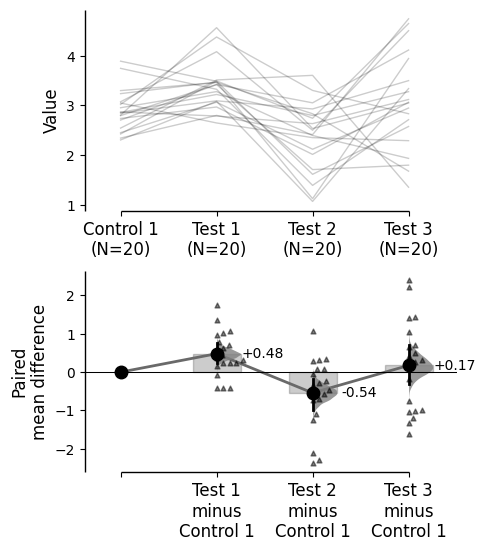 4
3
2
1
Value
Control 1
(N=20)
Test 1
(N=20)
Test 2
(N=20)
Test 3
(N=20)
2
1
0
−1
−2
Paired
mean difference
+0.48
-0.54
+0.17
Test 1
minus
Control 1
Test 2
minus
Control 1
Test 3
minus
Control 1